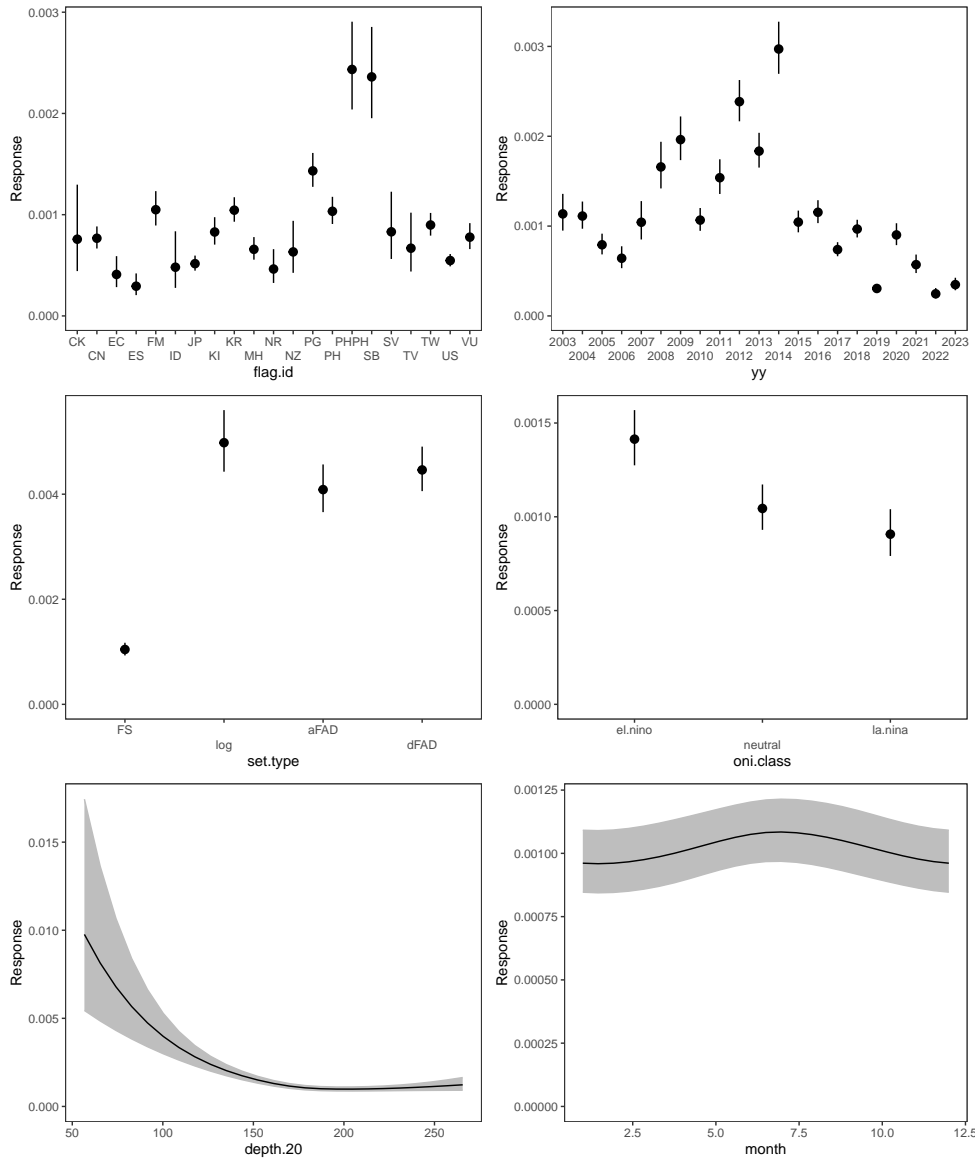 0.003
0.002
0.001
0.000
Response
CK EC FM JP KR NR PG PHPH SV TW VU
CN ES ID KI MH NZ PH SB TV US
flag.id
0.003
0.002
0.001
0.000
Response
2003 2005 2007 2009 2011 2013 2015 2017 2019 2021 2023
2004 2006 2008 2010 2012 2014 2016 2018 2020 2022
yy
0.004
0.002
0.000
Response
FS aFAD
log dFAD
set.type
0.0015
0.0010
0.0005
0.0000
Response
el.nino la.nina
neutral
oni.class
0.015
0.010
0.005
0.000
Response
50 100 150 200 250
depth.20
0.00125
0.00100
0.00075
0.00050
0.00025
0.00000
Response
2.5 5.0 7.5 10.0 12.5
month